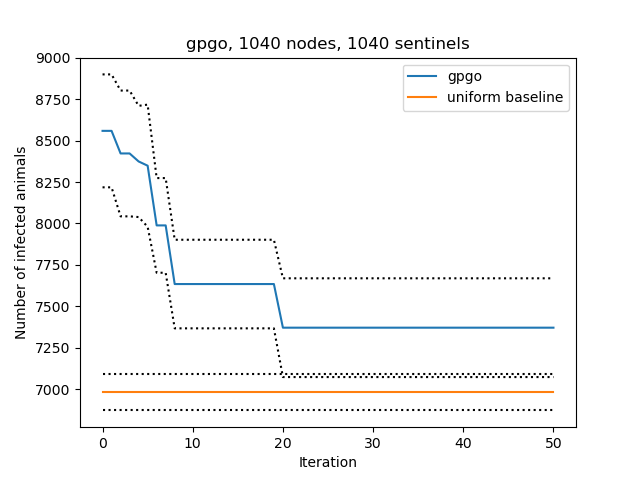 gpgo, 1040 nodes, 1040 sentinels
gpgo
uniform baseline
Number of infected animals
9000
8750
8500
8250
8000
7750
7500
7250
7000
0 10 20 30 40 50
Iteration